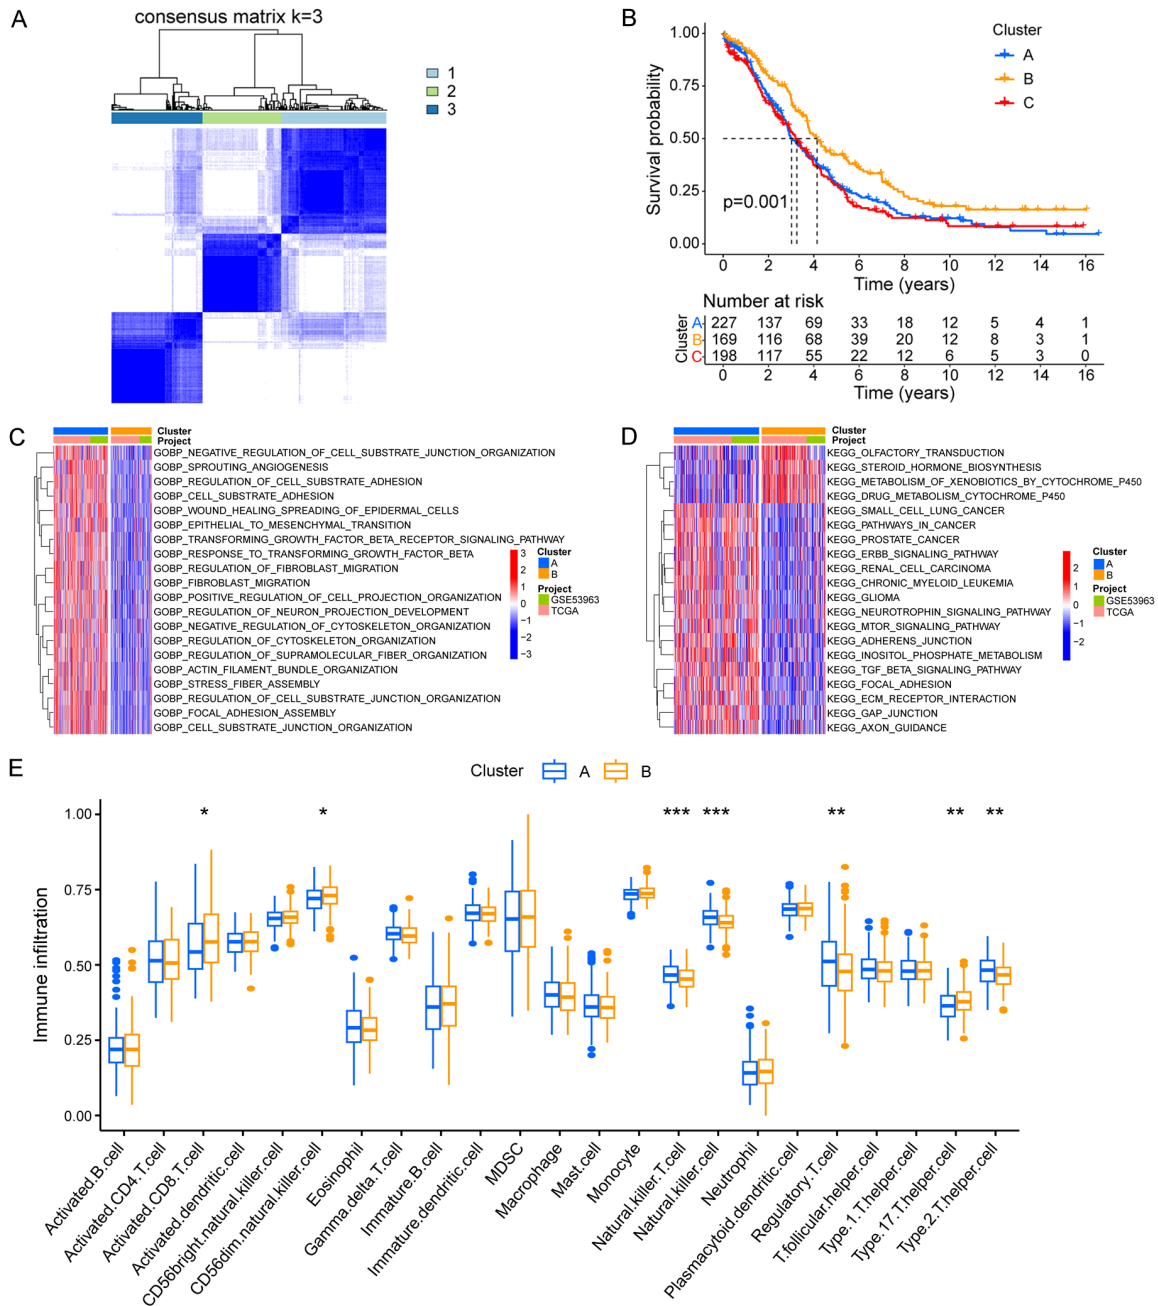 A
consensus matrix k=3
1
2
3
B
Cluster
A
B
C
Survival probability
1.00
0.75
0.50
0.25
0.00
p=0.001
0 2 4 6 8 10 12 14 16
Time (years)
Number at risk
Cluster
A 227 137 69 33 18 12 5 4 1
B 169 116 68 39 20 12 8 3 1
C 198 117 55 22 12 6 5 3 0
0 2 4 6 8 10 12 14 16
Time (years)
C
Cluster
Project
GOBP_NEGATIVE_REGULATION_OF_CELL_SUBSTRATE_JUNCTION_ORGANIZATION
GOBP_SPROUTING_ANGIOGENESIS
GOBP_REGULATION_OF_CELL_SUBSTRATE_ADHESION
GOBP_CELL_SUBSTRATE_ADHESION
GOBP_WOUND_HEALING_SPREADING_OF_EPIDERMAL_CELLS
GOBP_EPITHELIAL_TO_MESENCHYMAL_TRANSITION
GOBP_TRANSFORMING_GROWTH_FACTOR_BETA_RECEPTOR_SIGNALING_PATHWAY
GOBP_RESPONSE_TO_TRANSFORMING_GROWTH_FACTOR_BETA
GOBP_REGULATION_OF_FIBROBLAST_MIGRATION
GOBP_FIBROBLAST_MIGRATION
GOBP_POSITIVE_REGULATION_OF_CELL_PROJECTION_ORGANIZATION
GOBP_REGULATION_OF_NEURON_PROJECTION_DEVELOPMENT
GOBP_NEGATIVE_REGULATION_OF_CYTOSKELETON_ORGANIZATION
GOBP_REGULATION_OF_CYTOSKELETON_ORGANIZATION
GOBP_REGULATION_OF_SUPRAMOLECULAR_FIBER_ORGANIZATION
GOBP_ACTIN_FILAMENT_BUNDLE_ORGANIZATION
GOBP_STRESS_FIBER_ASSEMBLY
GOBP_REGULATION_OF_CELL_SUBSTRATE_JUNCTION_ORGANIZATION
GOBP_FOCAL_ADHESION_ASSEMBLY
GOBP_CELL_SUBSTRATE_JUNCTION_ORGANIZATION
3
2
1
0
−1
−2
−3
Cluster
A
B
Project
GSE53963
TCGA
D
Cluster
Project
KEGG_OLFACTORY_TRANSDUCTION
KEGG_STEROID_HORMONE_BIOSYNTHESIS
KEGG_METABOLISM_OF_XENOBIOTICS_BY_CYTOCHROME_P450
KEGG_DRUG_METABOLISM_CYTOCHROME_P450
KEGG_SMALL_CELL_LUNG_CANCER
KEGG_PATHWAYS_IN_CANCER
KEGG_PROSTATE_CANCER
KEGG_ERBB_SIGNALING_PATHWAY
KEGG_RENAL_CELL_CARCINOMA
KEGG_CHRONIC_MYELOID_LEUKEMIA
KEGG_GLIOMA
KEGG_NEUROTROPHIN_SIGNALING_PATHWAY
KEGG_MTOR_SIGNALING_PATHWAY
KEGG_ADHERENS_JUNCTION
KEGG_INOSITOL_PHOSPHATE_METABOLISM
KEGG_TGF_BETA_SIGNALING_PATHWAY
KEGG_FOCAL_ADHESION
KEGG_ECM_RECEPTOR_INTERACTION
KEGG_GAP_JUNCTION
KEGG_AXON_GUIDANCE
2
1
0
−1
−2
Cluster
A
B
Project
GSE53963
TCGA
E
Cluster A B
Immune infiltration
1.00
0.75
0.50
0.25
0.00
* * *** *** ** ** **
Activated.B.cell
Activated.CD4.T.cell
Activated.CD8.T.cell
Activated.dendritic.cell
CD56bright.natural.killer.cell
CD56dim.natural.killer.cell
Eosinophil
Gamma.delta.T.cell
Immature.B.cell
Immature.dendritic.cell
MDSC
Macrophage
Mast.cell
Monocyte
Natural.killer.T.cell
Natural.killer.cell
Neutrophil
Plasmacytoid.dendritic.cell
Regulatory.T.cell
T.follicular.helper.cell
Type.1.T.helper.cell
Type.17.T.helper.cell
Type.2.T.helper.cell